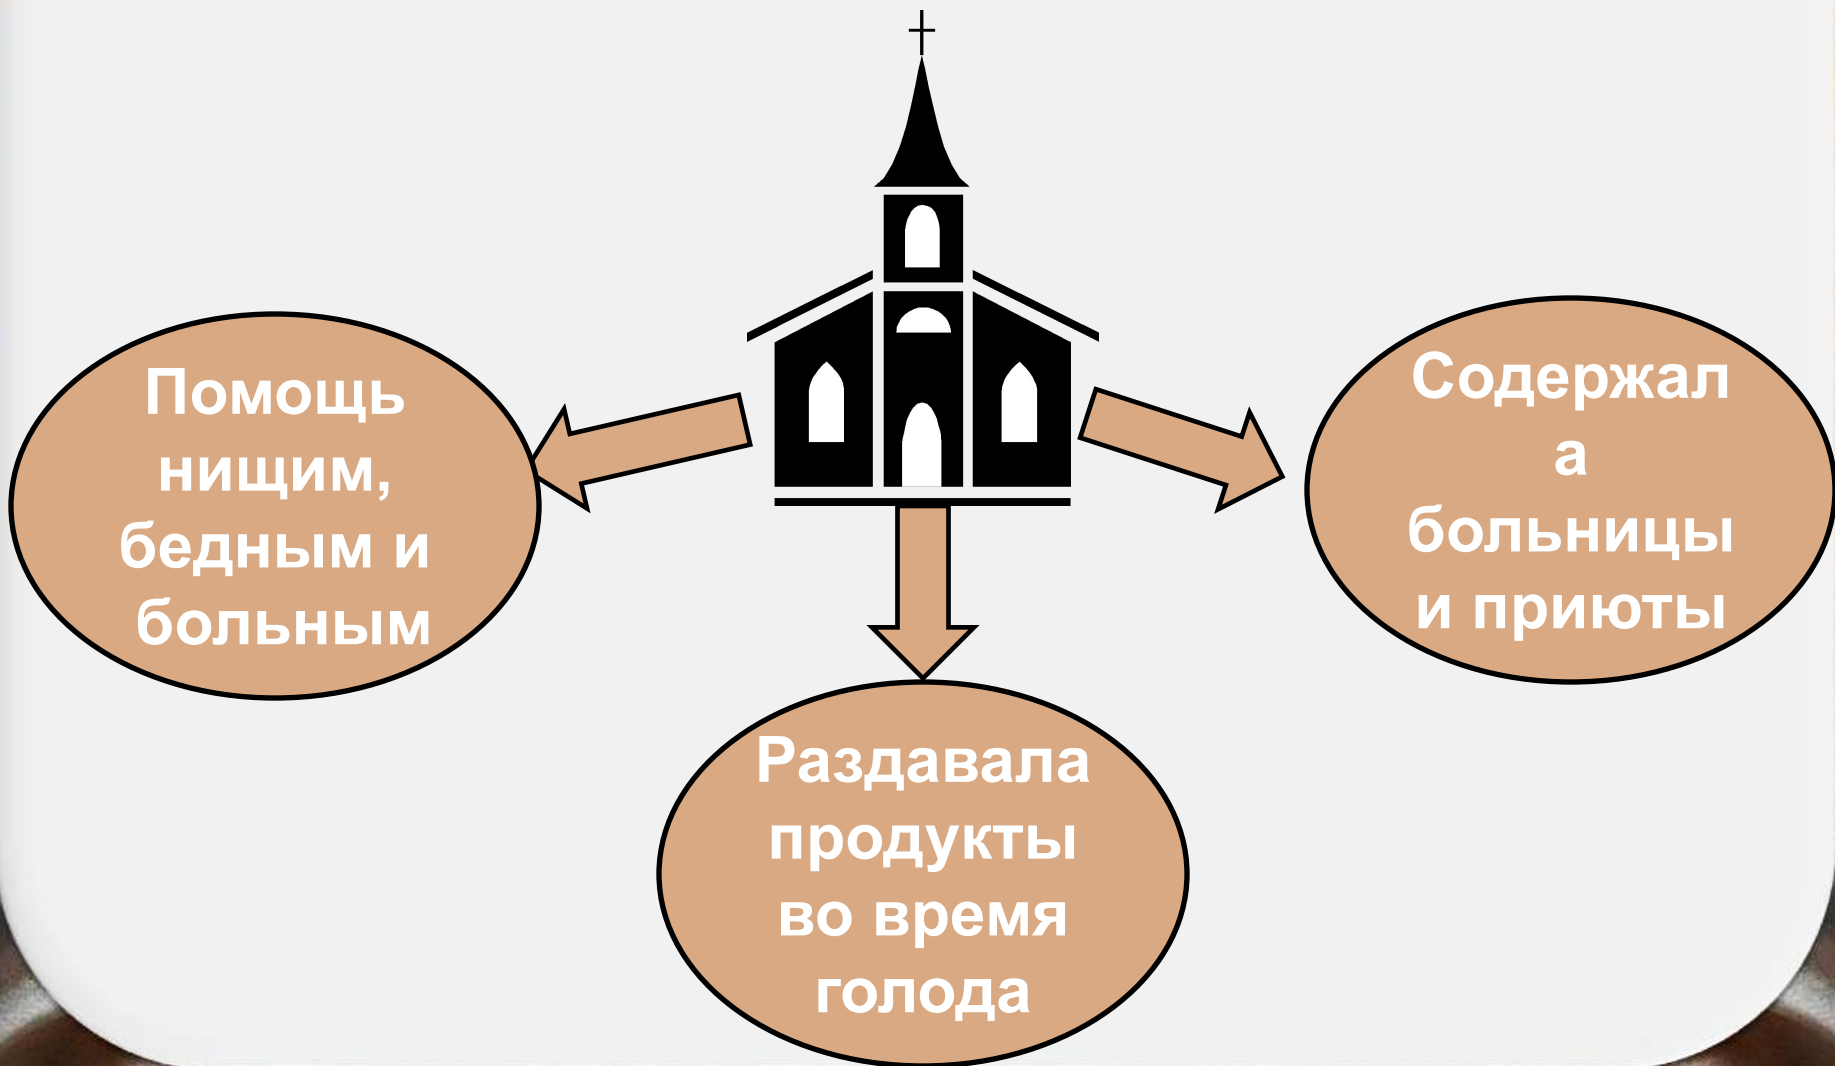 Помощь
нищим,
бедным и
больным
Раздавала
продукты
во время
голода
Содержал
а
больницы
и приюты